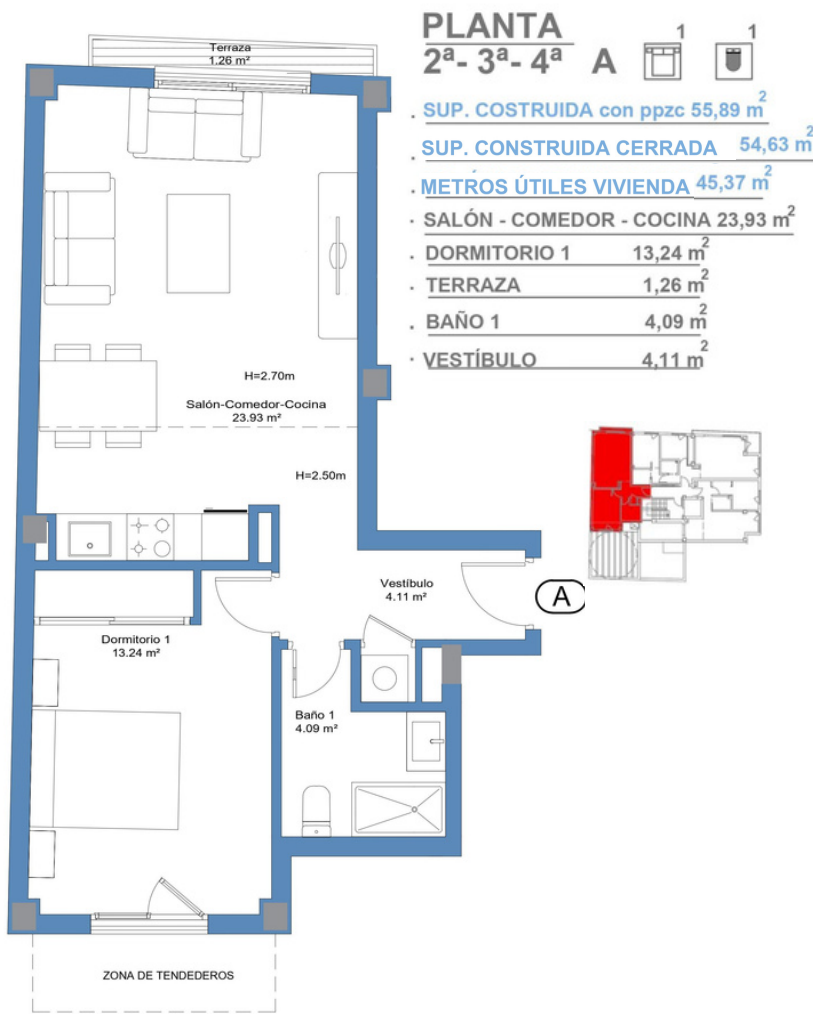 PLANTA
2ª- 3ª- 4ª A 1 1
. SUP. COSTRUIDA con ppzc 55,89 m²
. SUP. CONSTRUIDA CERRADA 54,63 m²
. METROS ÚTILES VIVIENDA 45,37 m²
. SALÓN - COMEDOR - COCINA 23,93 m²
. DORMITORIO 1 13,24 m²
. TERRAZA 1,26 m²
. BAÑO 1 4,09 m²
. VESTÍBULO 4,11 m²
Terraza
1.26 m²
H=2.70m
Salón-Comedor-Cocina
23.93 m²
H=2.50m
Vestíbulo
4.11 m²
A
Dormitorio 1
13.24 m²
Baño 1
4.09 m²
ZONA DE TENDEDEROS